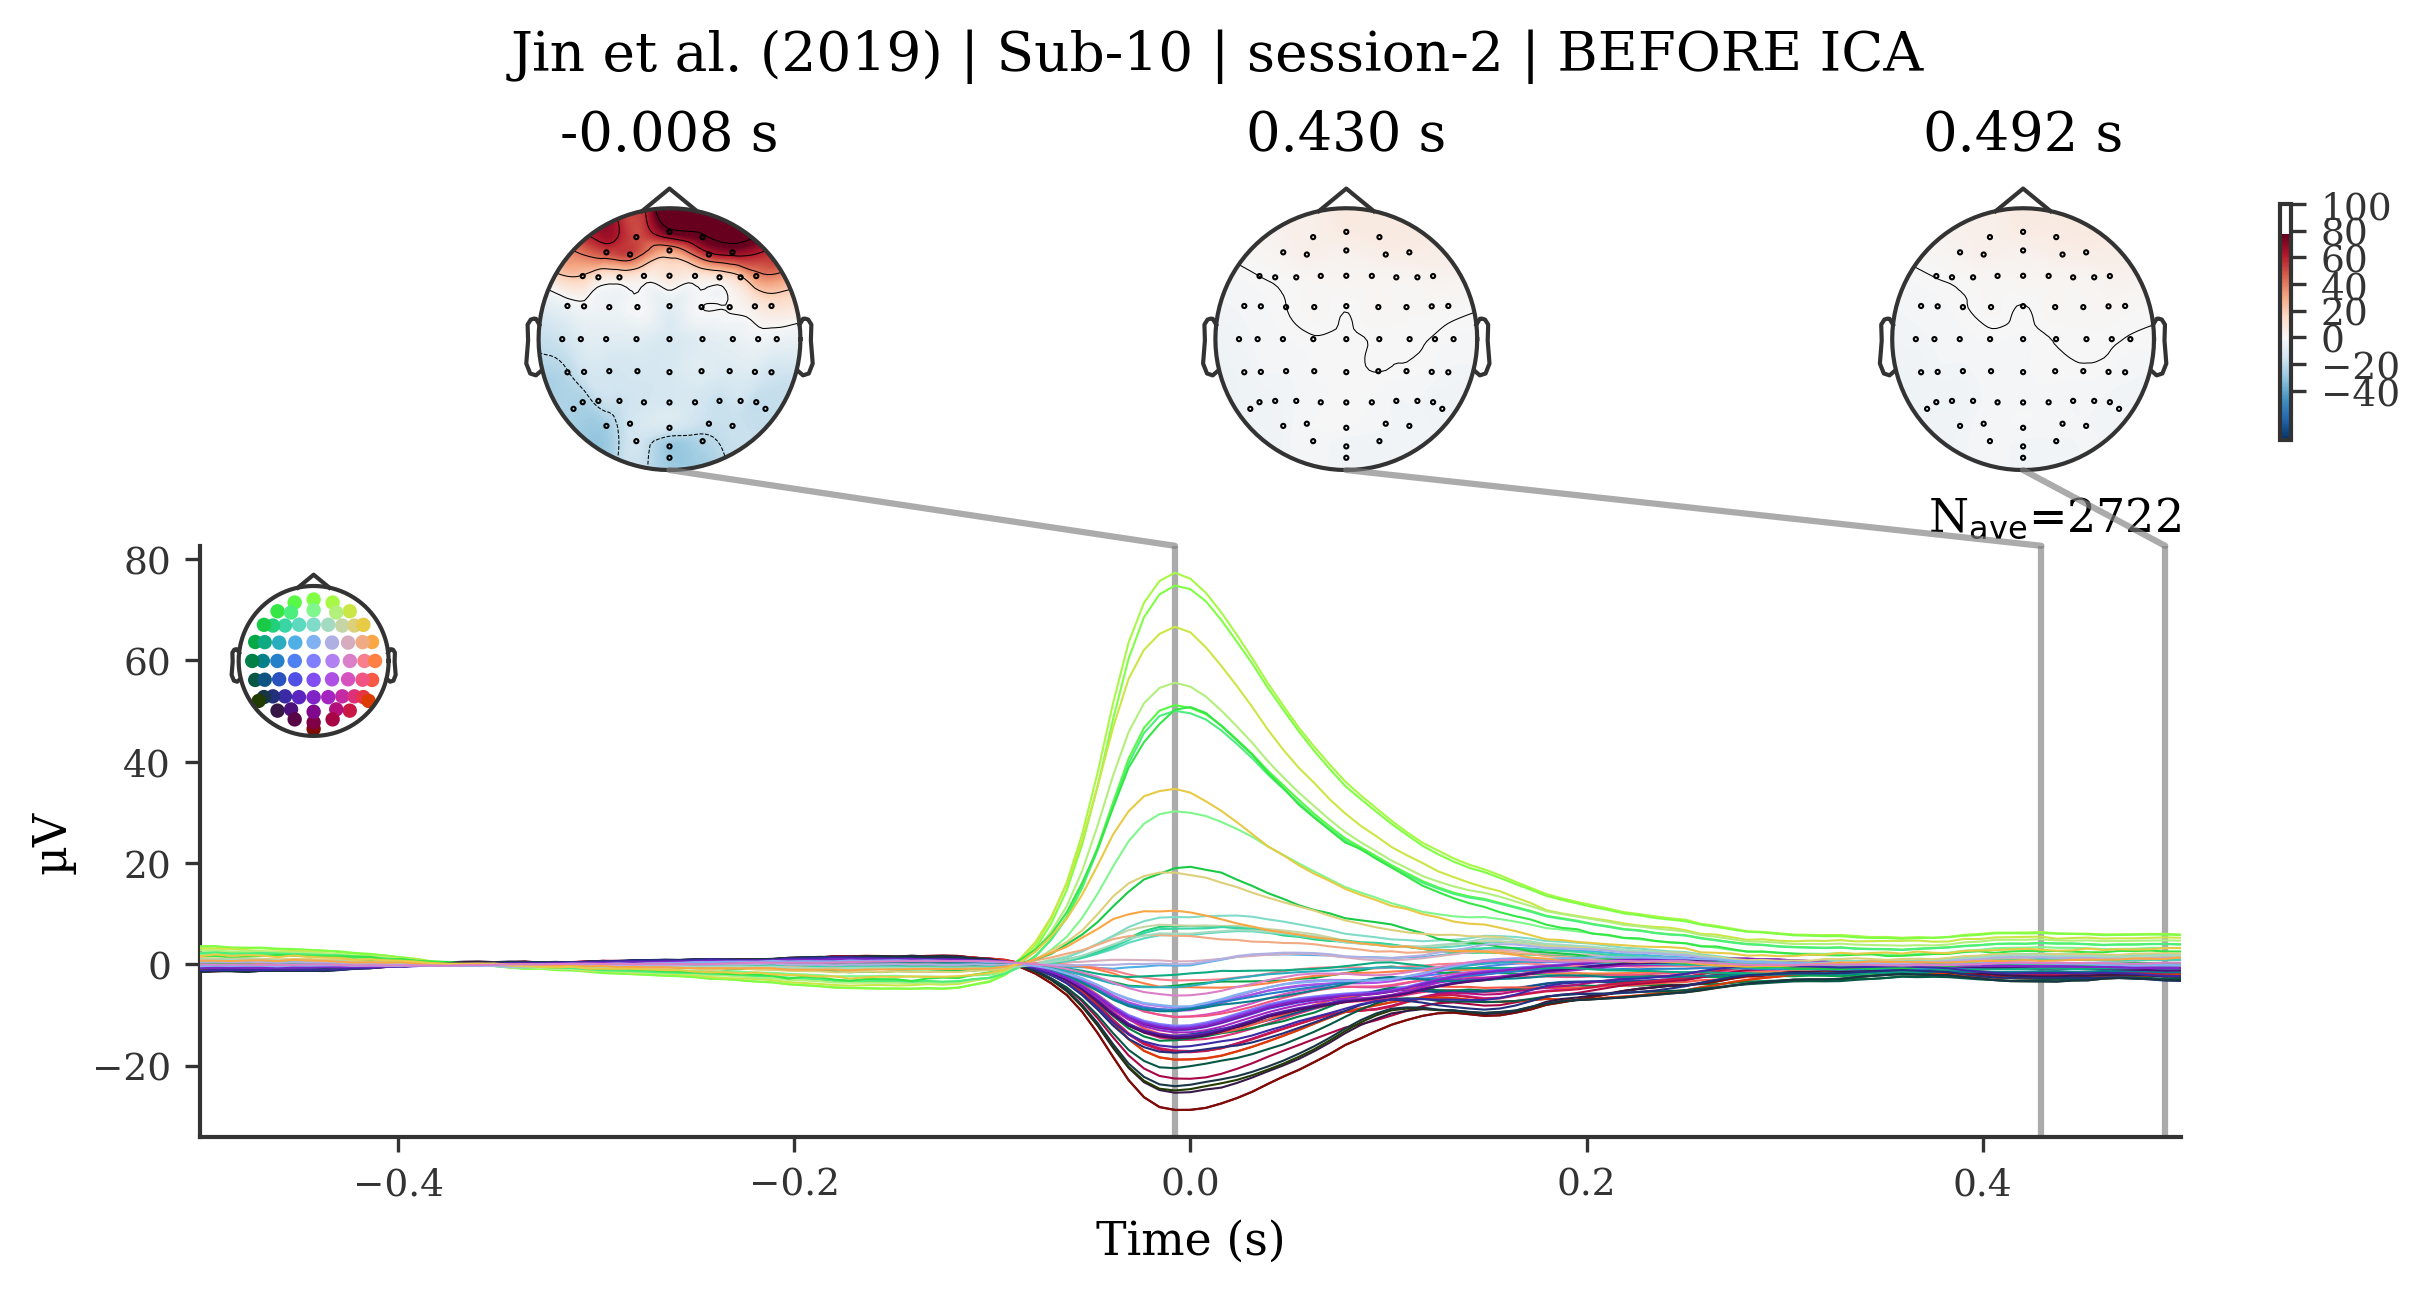 Jin et al. (2019) | Sub-10 | session-2 | BEFORE ICA
-0.008 s
0.430 s
0.492 s
100
80
60
40
20
0
−20
−40
Nave=2722
80
60
40
20
0
−20
µV
−0.4
−0.2
0.0
0.2
0.4
Time (s)